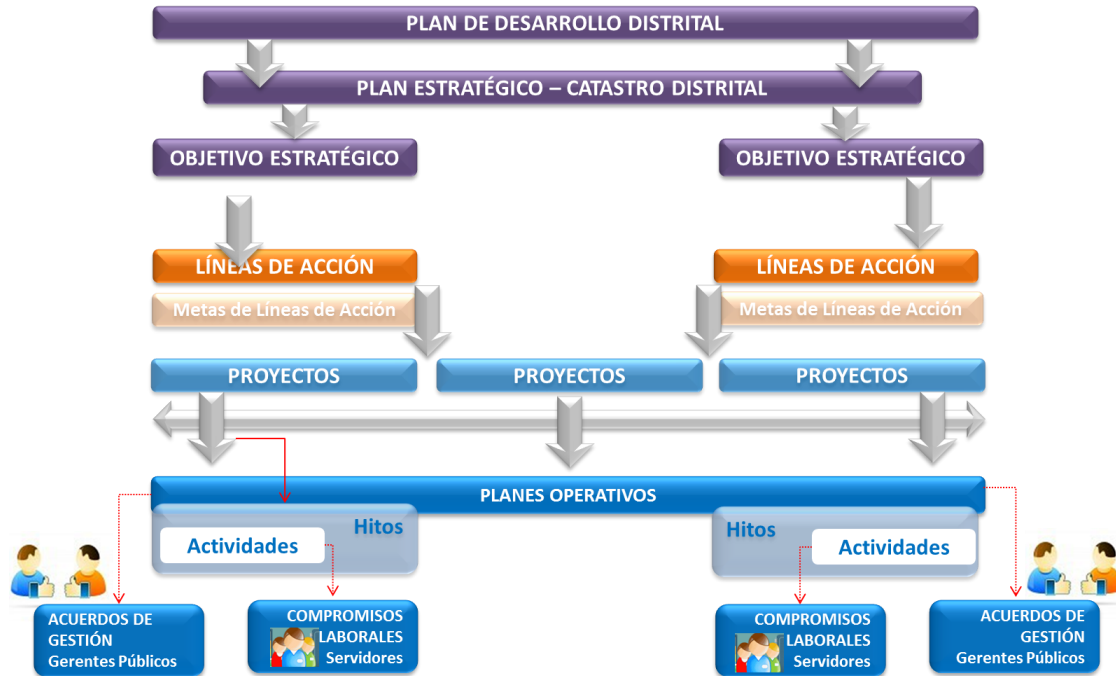 PLAN DE DESARROLLO DISTRITAL
PLAN ESTRATÉGICO – CATASTRO DISTRITAL
OBJETIVO ESTRATÉGICO
OBJETIVO ESTRATÉGICO
LÍNEAS DE ACCIÓN
LÍNEAS DE ACCIÓN
Metas de Líneas de Acción
Metas de Líneas de Acción
PROYECTOS
PROYECTOS
PROYECTOS
PLANES OPERATIVOS
Hitos
Hitos
Actividades
Actividades
ACUERDOS DE
GESTIÓN
Gerentes Públicos
COMPROMISOS
LABORALES
Servidores
COMPROMISOS
LABORALES
Servidores
ACUERDOS DE
GESTIÓN
Gerentes Públicos